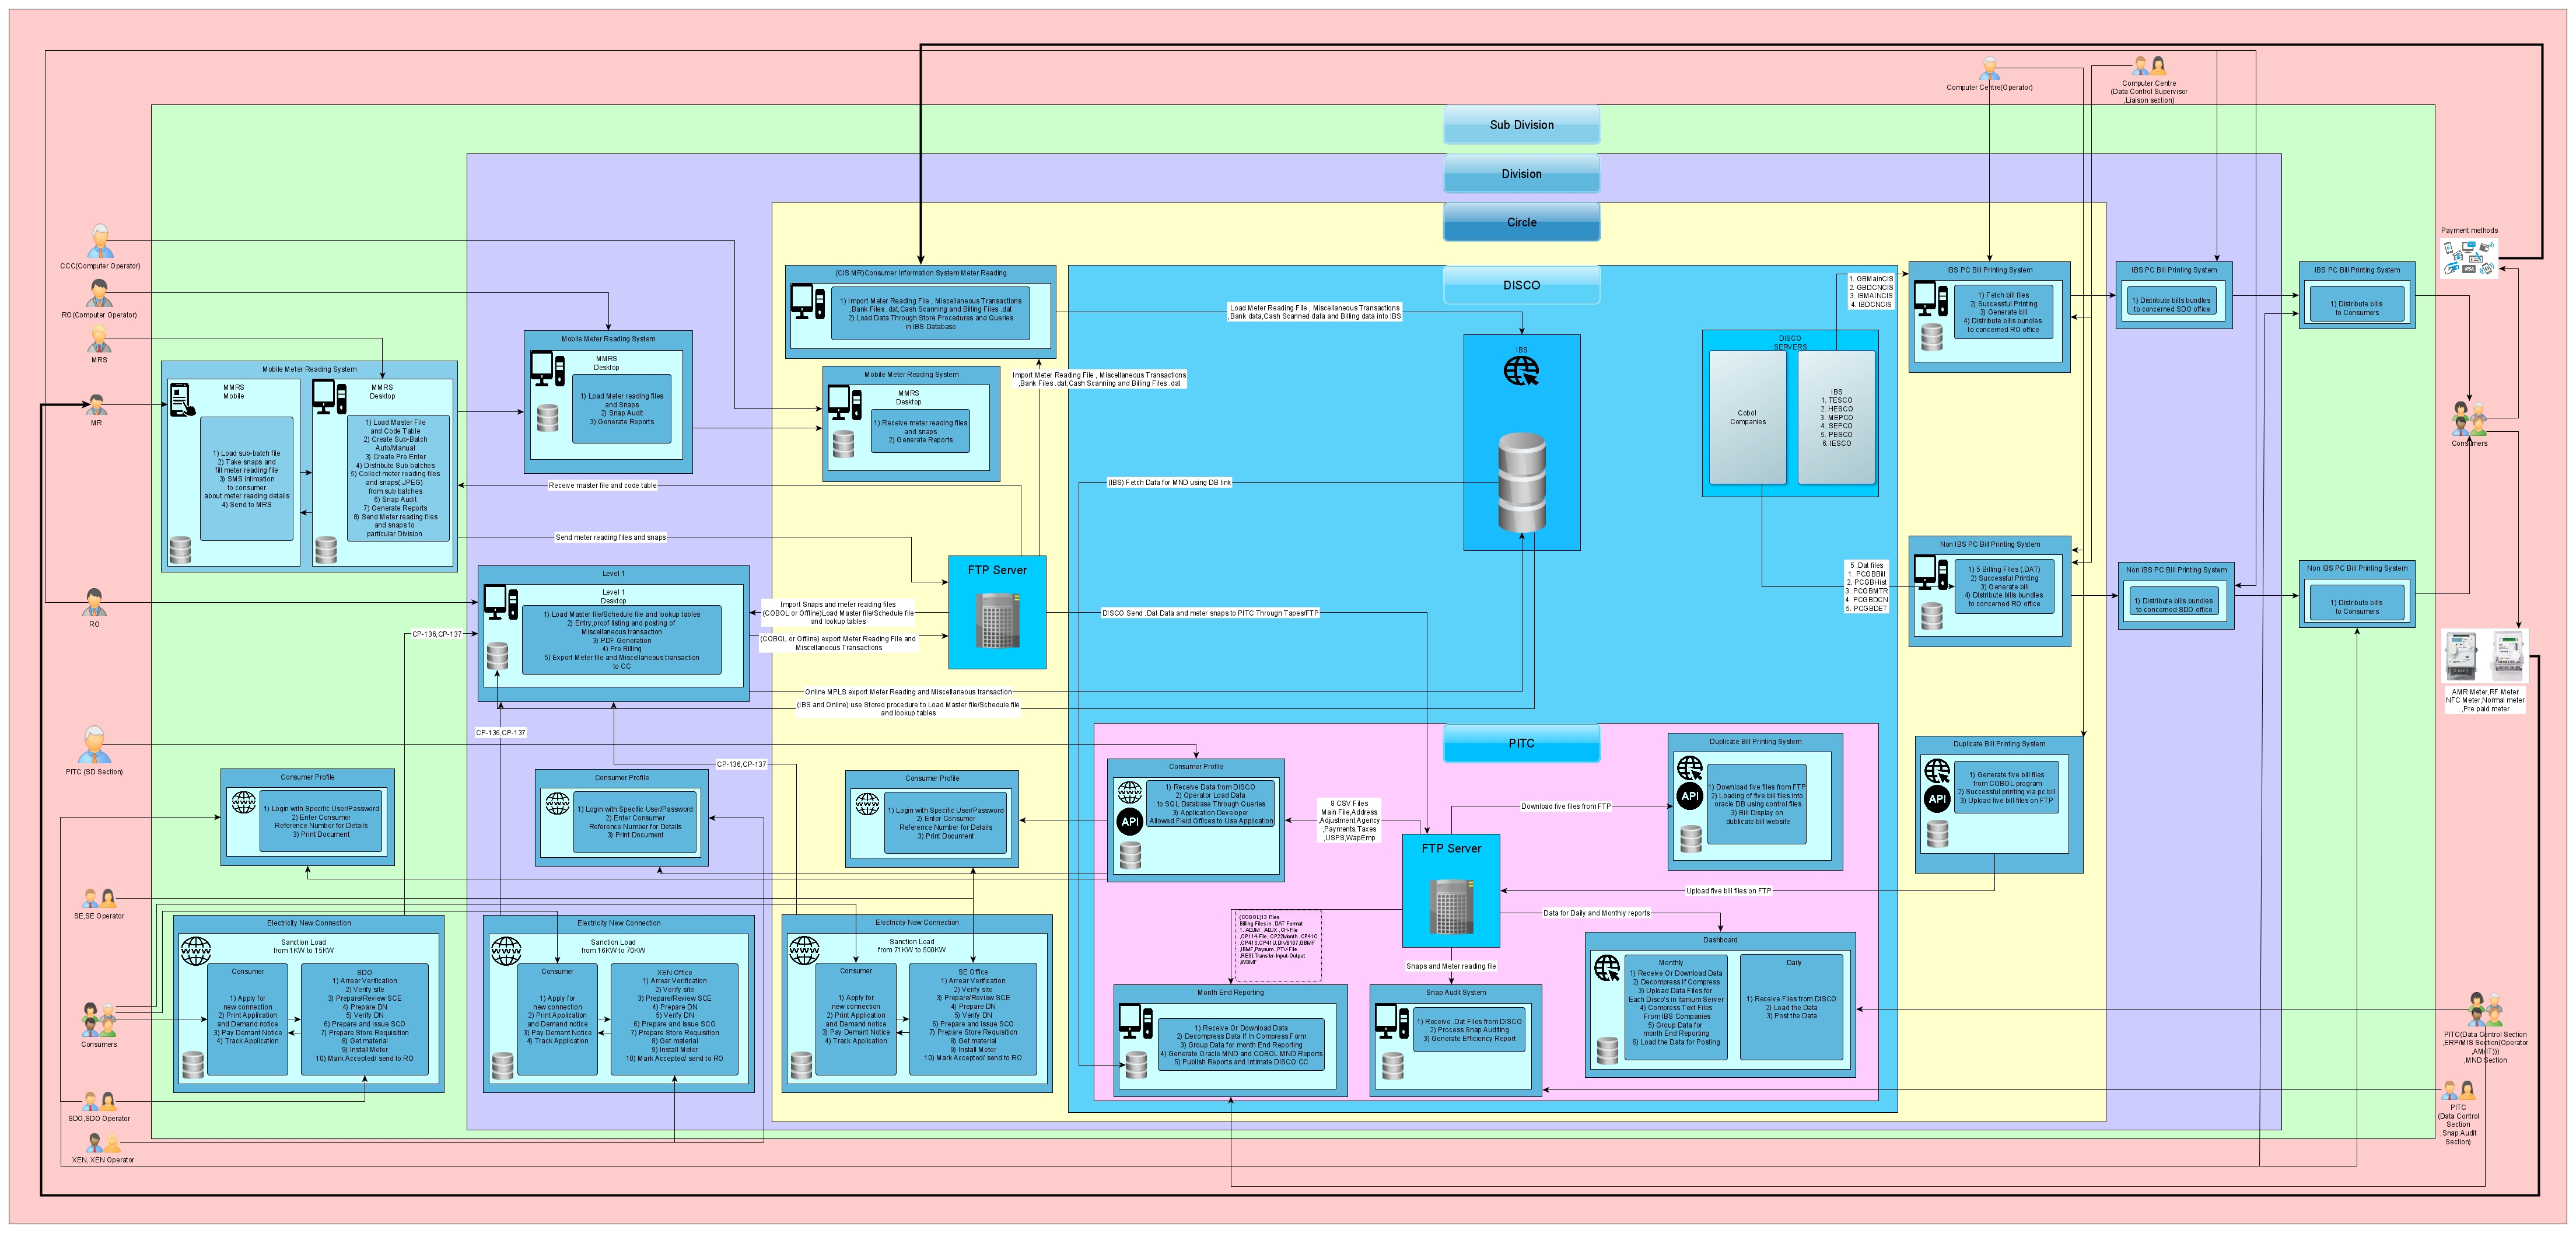 Computer Centre(Operator)
Computer Centre
(Data Control Supervisor
,Liaison section)
Sub Division
Division
Circle
DISCO
PITC
CCC(Computer Operator)
RO(Computer Operator)
MRS
MR
RO
PITC (SD Section)
SE,SE Operator
Consumers
SDO,SDO Operator
XEN, XEN Operator
Payment methods
Consumers
AMR Meter,RF Meter
NFC Meter,Normal meter
,Pre paid meter
PITC(Data Control Section
,ERP/MIS Section(Operator
,AM(IT)))
,MND Section
PITC
(Data Control
Section
,Snap Audit
Section)
Mobile Meter Reading System
MMRS
Mobile
1) Load sub-batch file
2) Take snaps and
fill meter reading file
3) SMS intimation
to consumer
about meter reading details
4) Send to MRS
MMRS
Desktop
1) Load Master File
and Code Table
2) Create Sub-Batch
Auto/Manual
3) Create Pre Enter
4) Distribute Sub batches
5) Collect meter reading files
and snaps(.JPEG)
from sub batches
6) Snap Audit
7) Generate Reports
8) Send Meter reading files
and snaps to
particular Division
Mobile Meter Reading System
MMRS
Desktop
1) Load Meter reading files
and Snaps
2) Snap Audit
3) Generate Reports
(CIS MR)Consumer Information System Meter Reading
1) Import Meter Reading File , Miscellaneous Transactions
,Bank Files .dat,Cash Scanning and Billing Files .dat
2) Load Data Through Store Procedures and Queries
in IBS Database
Mobile Meter Reading System
MMRS
Desktop
1) Receive meter reading files
and snaps
2) Generate Reports
Load Meter Reading File , Miscellaneous Transactions
Bank data,Cash Scanned data and Billing data into IBS
Import Meter Reading File , Miscellaneous Transactions
,Bank Files .dat,Cash Scanning and Billing Files .dat
Receive master file and code table
Send meter reading files and snaps
(IBS) Fetch Data for MND using DB link
IBS
DISCO
SERVERS
Cobol
Companies
IBS
1. TESCO
2. HESCO
3. MEPCO
4. SEPCO
5. PESCO
6. IESCO
1. GBMainCIS
2. GBDCNCIS
3. IBMAINCIS
4. IBDCNCIS
IBS PC Bill Printing System
1) Fetch bill files
2) Successful Printing
3) Generate bill
4) Distribute bills bundles
to concerned RO office
IBS PC Bill Printing System
1) Distribute bills bundles
to concerned SDO office
IBS PC Bill Printing System
1) Distribute bills
to Consumers
5 .Dat files
1. PCGBBill
2. PCGBHist
3. PCGBMTR
4. PCGBDCN
5. PCGBDET
Non IBS PC Bill Printing System
1) 5 Billing Files (.DAT)
2) Successful Printing
3) Generate bill
4) Distribute bills bundles
to concerned RO office
Non IBS PC Bill Printing System
1) Distribute bills bundles
to concerned SDO office
Non IBS PC Bill Printing System
1) Distribute bills
to Consumers
Level 1
Level 1
Desktop
1) Load Master file/Schedule file and lookup tables
2) Entry,proof listing and posting of
Miscellaneous transaction
3) PDF Generation
4) Pre Billing
5) Export Meter file and Miscellaneous transaction
to CC
FTP Server
Import Snaps and meter reading files
(COBOL or Offline)Load Master file/Schedule file
and lookup tables
(COBOL or Offline) export Meter Reading File and
Miscellaneous Transactions
DISCO Send .Dat Data and meter snaps to PITC Through Tapes/FTP
Online MPLS export Meter Reading and Miscellaneous transaction
(IBS and Online) use Stored procedure to Load Master file/Schedule file
and lookup tables
CP-136,CP-137
CP-136,CP-137
CP-136,CP-137
Consumer Profile
1) Login with Specific User/Password
2) Enter Consumer
Reference Number for Details
3) Print Document
Consumer Profile
1) Login with Specific User/Password
2) Enter Consumer
Reference Number for Details
3) Print Document
Consumer Profile
1) Login with Specific User/Password
2) Enter Consumer
Reference Number for Details
3) Print Document
Consumer Profile
API
1) Receive Data from DISCO
2) Operator Load Data
to SQL Database Through Queries
3) Application Developer
Allowed Field Offices to Use Application
8 CSV Files
Main File,Address
,Adjustment,Agency
,Payments,Taxes
,USPS,WapEmp
FTP Server
Download five files from FTP
Duplicate Bill Printing System
API
1) Download five files from FTP
2) Loading of five bill files into
oracle DB using control files
3) Bill Display on
dublicate bill website
Duplicate Bill Printing System
API
1) Generate five bill files
from COBOL program
2) Successful printing via pc bill
3) Upload five bill files on FTP
Upload five bill files on FTP
Data for Daily and Monthly reports
Snaps and Meter reading file
(COBOL)13 Files
Billing Files in .DAT Format
Electricity New Connection
Sanction Load
from 1KW to 15KW
Consumer
1) Apply for
new connection
2) Print Application
and Demand notice
3) Pay Demant Notice
4) Track Application
SDO
1) Arrear Verification
2) Verify site
3) Prepare/Review SCE
4) Prepare DN
5) Verify DN
6) Prepare and issue SCO
7) Prepare Store Requisition
8) Get material
9) Install Meter
10) Mark Accepted/ send to RO
Electricity New Connection
Sanction Load
from 16KW to 70KW
Consumer
1) Apply for
new connection
2) Print Application
and Demand notice
3) Pay Demant Notice
4) Track Application
XEN Office
1) Arrear Verification
2) Verify site
3) Prepare/Review SCE
4) Prepare DN
5) Verify DN
6) Prepare and issue SCO
7) Prepare Store Requisition
8) Get material
9) Install Meter
10) Mark Accepted/ send to RO
Electricity New Connection
Sanction Load
from 71KW to 500KW
Consumer
1) Apply for
new connection
2) Print Application
and Demand notice
3) Pay Demant Notice
4) Track Application
SE Office
1) Arrear Verification
2) Verify site
3) Prepare/Review SCE
4) Prepare DN
5) Verify DN
6) Prepare and issue SCO
7) Prepare Store Requisition
8) Get material
9) Install Meter
10) Mark Accepted/ send to RO
Month End Reporting
1) Receive Or Download Data
2) Decompress Data If in Compress Form
3) Group Data for month End Reporting
4) Generate Oracle MND and COBOL MND Reports
5) Publish Reports and Intimate DISCO CC
Snap Audit System
1) Receive .Dat Files from DISCO
2) Process Snap Auditing
3) Generate Efficiency Report
Dashboard
Monthly
1) Receive Or Download Data
2) Decompress If Compress
3) Upload Data Files for
Each Disco's in Itanium Server
4) Compress Text Files
From IBS Companies
5) Group Data for
month End Reporting
6) Load the Data for Posting
Daily
1) Receive Files from DISCO
2) Load the Data
3) Post the Data